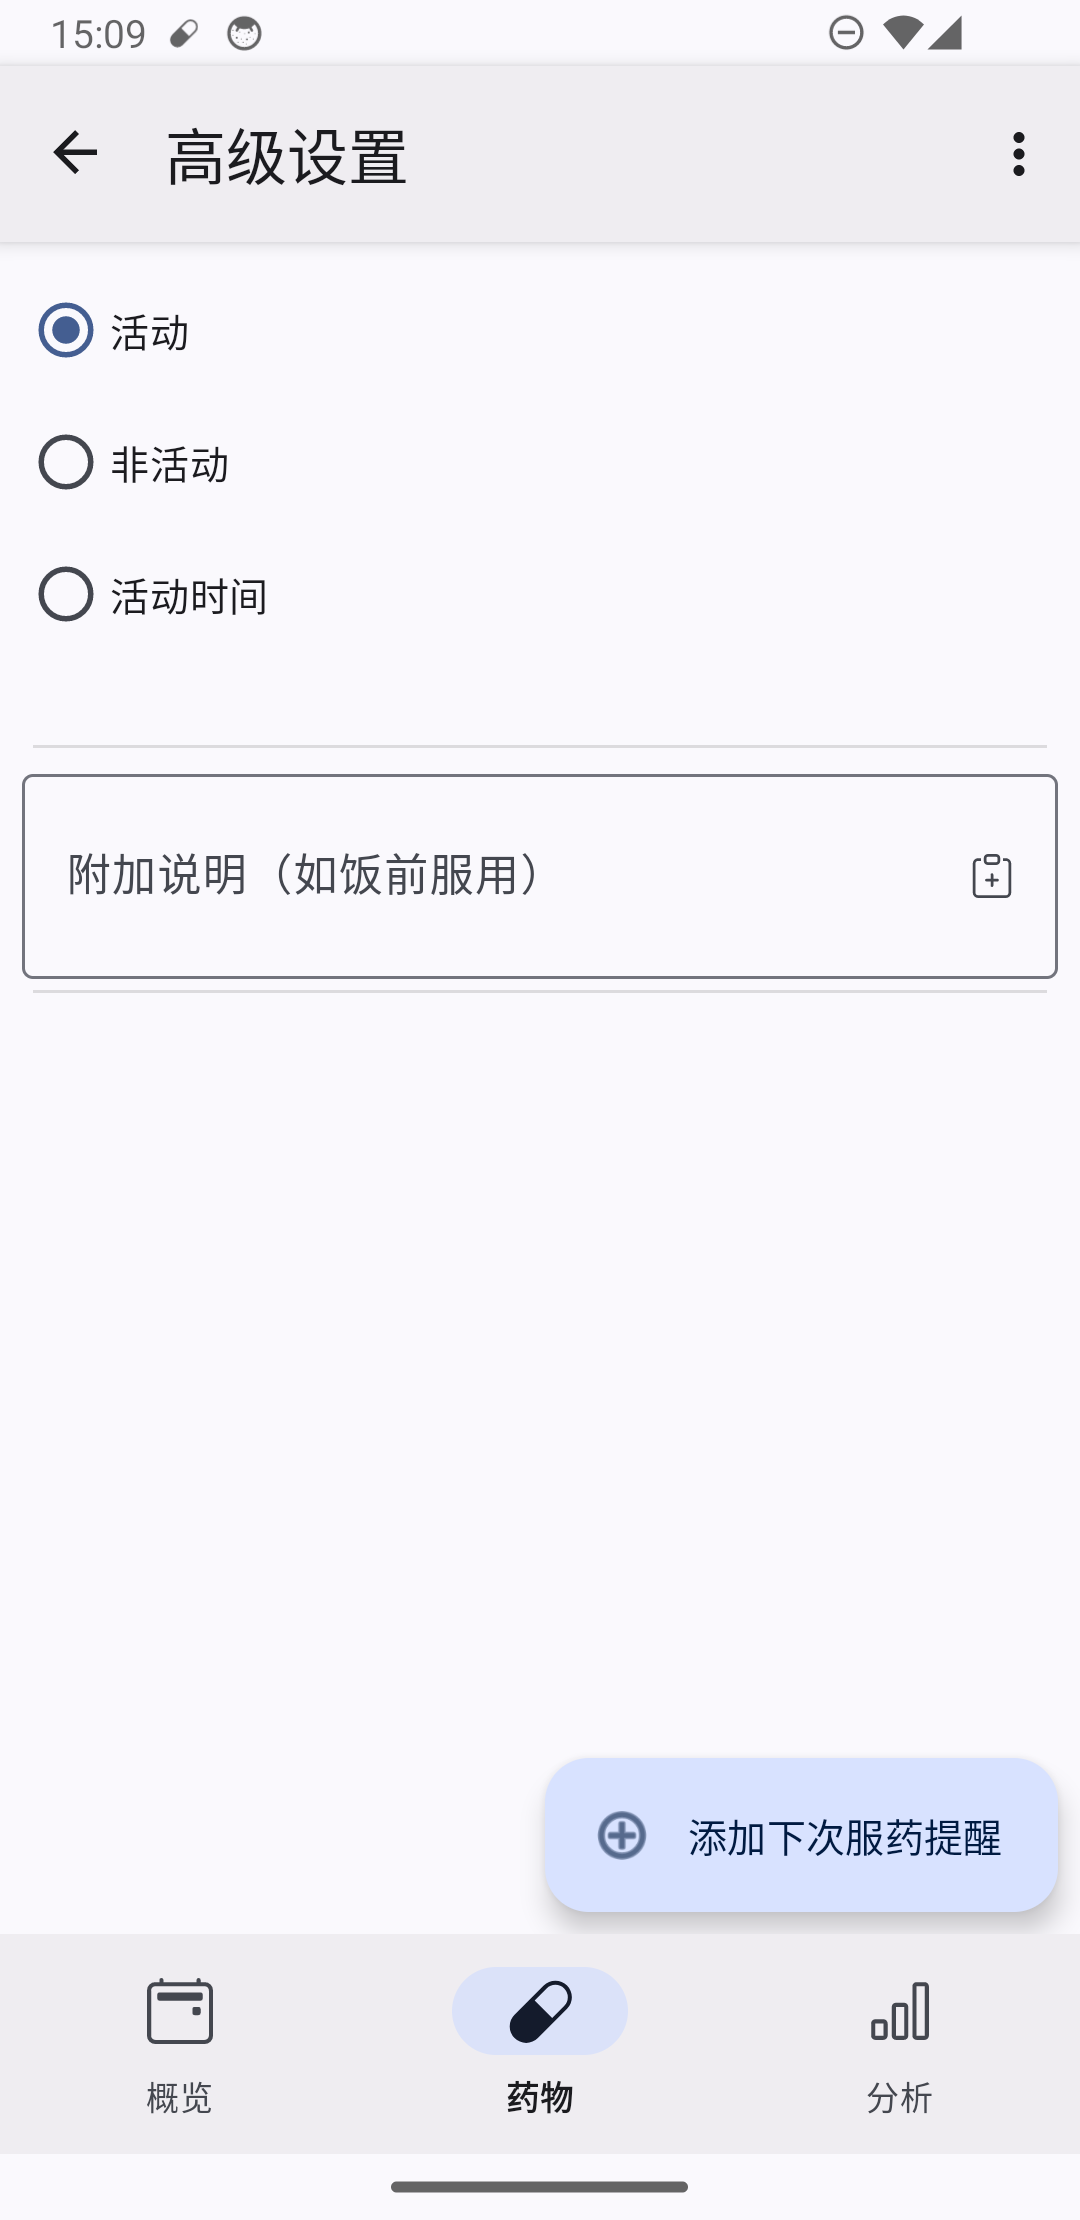 15:09
高级设置
活动
非活动
活动时间
附加说明（如饭前服用）
添加下次服药提醒
概览
药物
分析